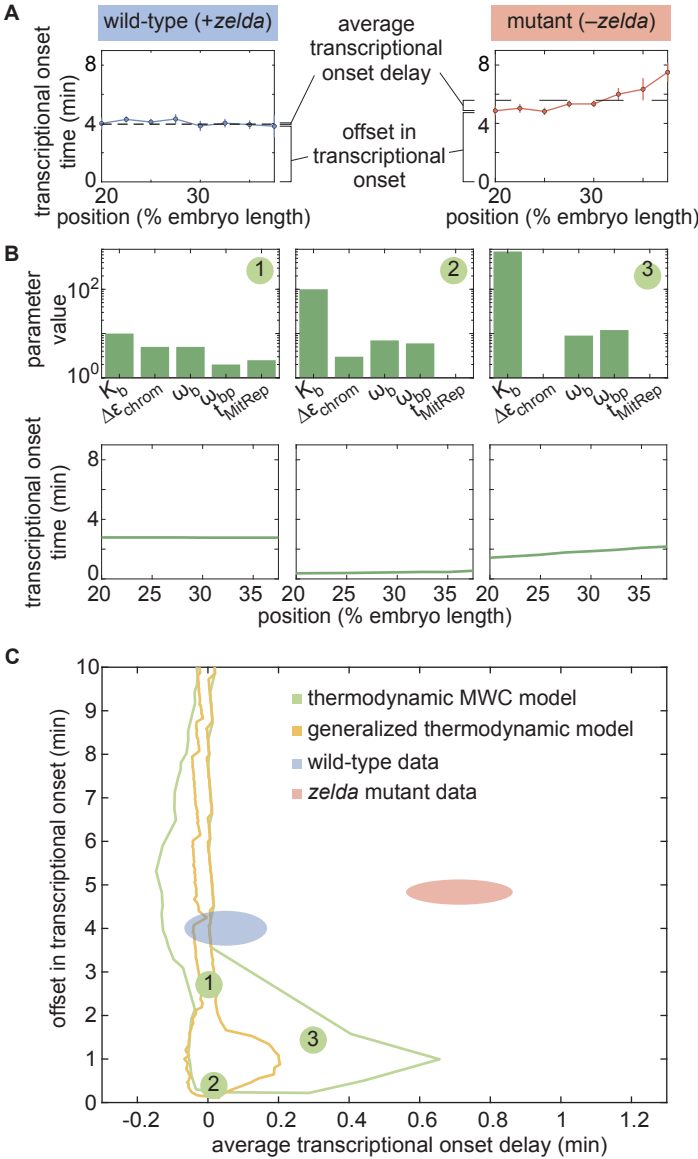 A
wild-type (+zelda)
average
transcriptional
onset delay
mutant (–zelda)
offset in
transcriptional
onset
transcriptional onset
time (min)
8
4
0
20
30
position (% embryo length)
8
4
0
20
30
position (% embryo length)
B
parameter
value
10²
10⁰
1
2
3
K_b
Δε_chrom
ω_b
ω_bp
t_MitRep
K_b
Δε_chrom
ω_b
ω_bp
t_MitRep
K_b
Δε_chrom
ω_b
ω_bp
t_MitRep
transcriptional onset
time (min)
8
4
0
20
25
30
35
20
25
30
35
20
25
30
35
position (% embryo length)
C
offset in transcriptional onset (min)
10
9
8
7
6
5
4
3
2
1
0
thermodynamic MWC model
generalized thermodynamic model
wild-type data
zelda mutant data
1
2
3
-0.2
0
0.2
0.4
0.6
0.8
1
1.2
average transcriptional onset delay (min)